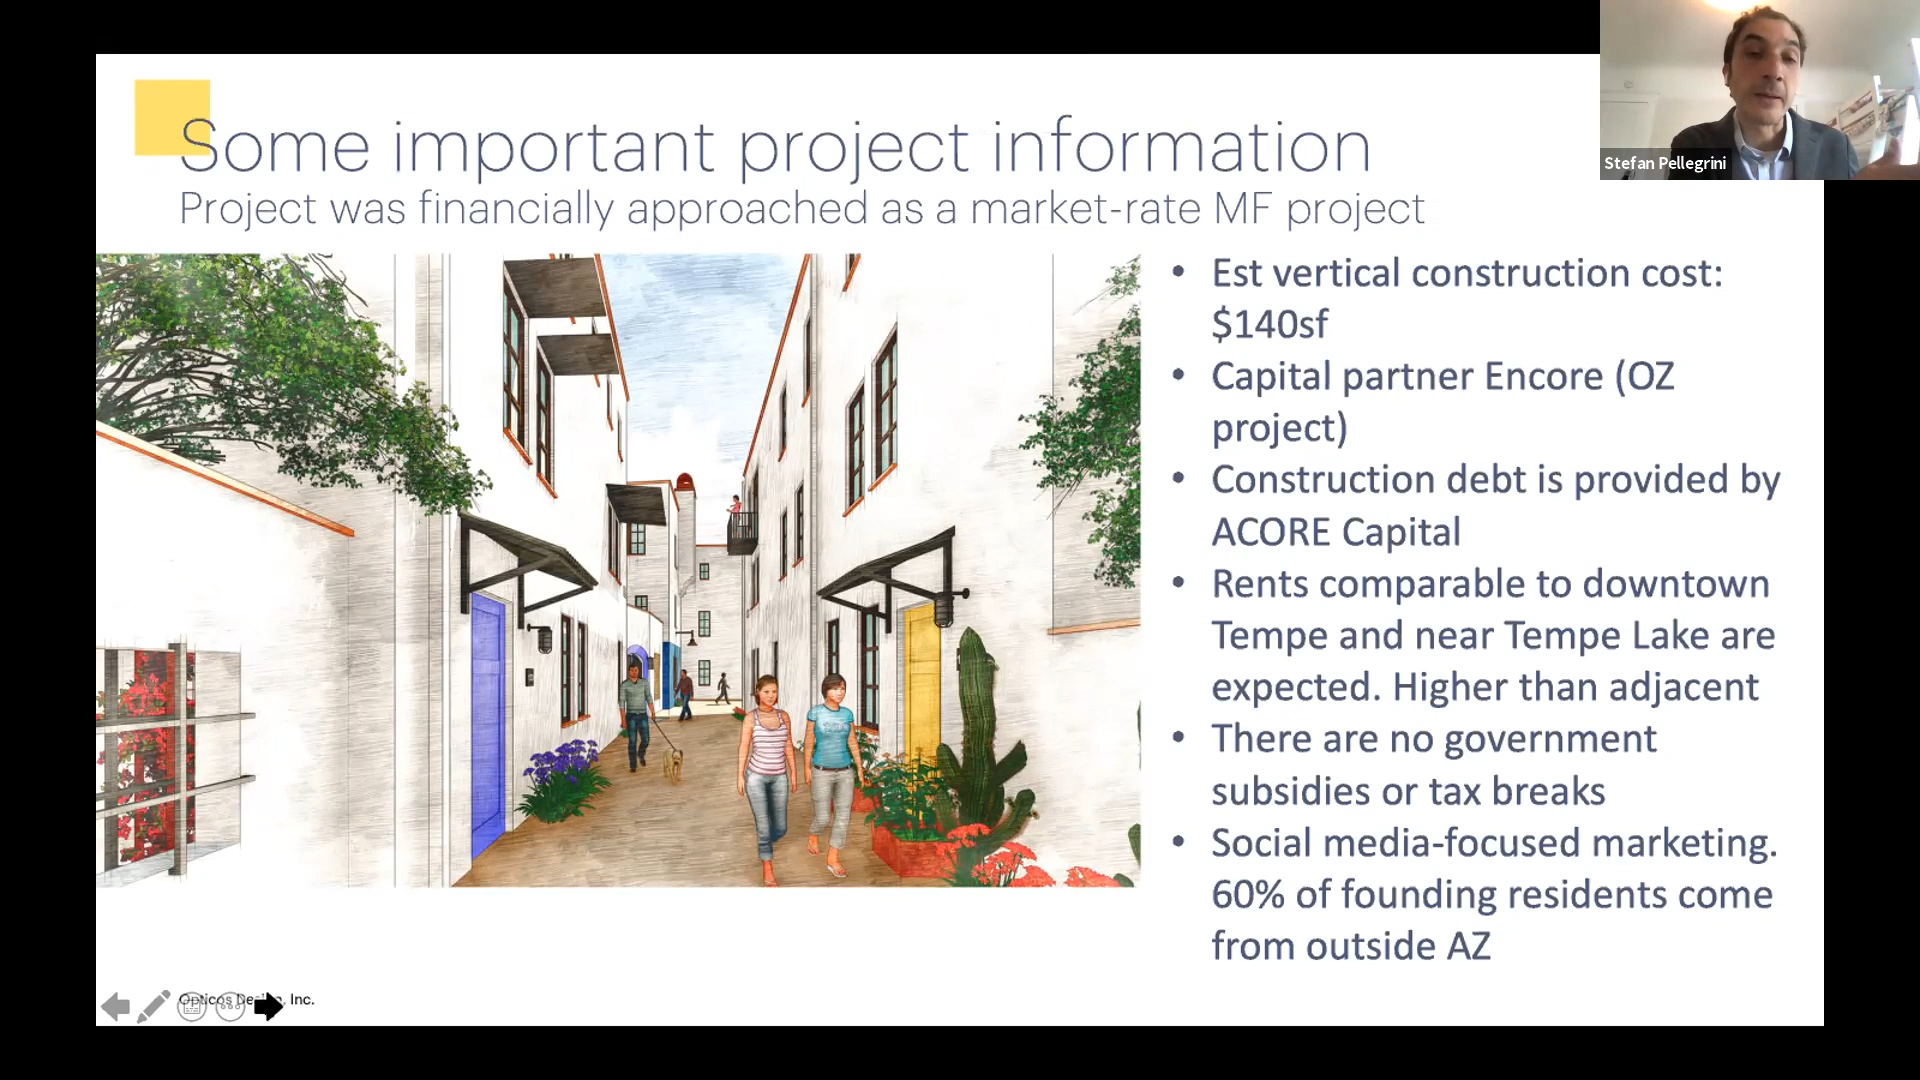 Some important project information
Project was financially approached as a market-rate MF project
Stefan Pellegrini
• Est vertical construction cost:
$140sf
• Capital partner Encore (OZ
project)
• Construction debt is provided by
ACORE Capital
• Rents comparable to downtown
Tempe and near Tempe Lake are
expected. Higher than adjacent
• There are no government
subsidies or tax breaks
• Social media-focused marketing.
60% of founding residents come
from outside AZ
Opticos Design, Inc.